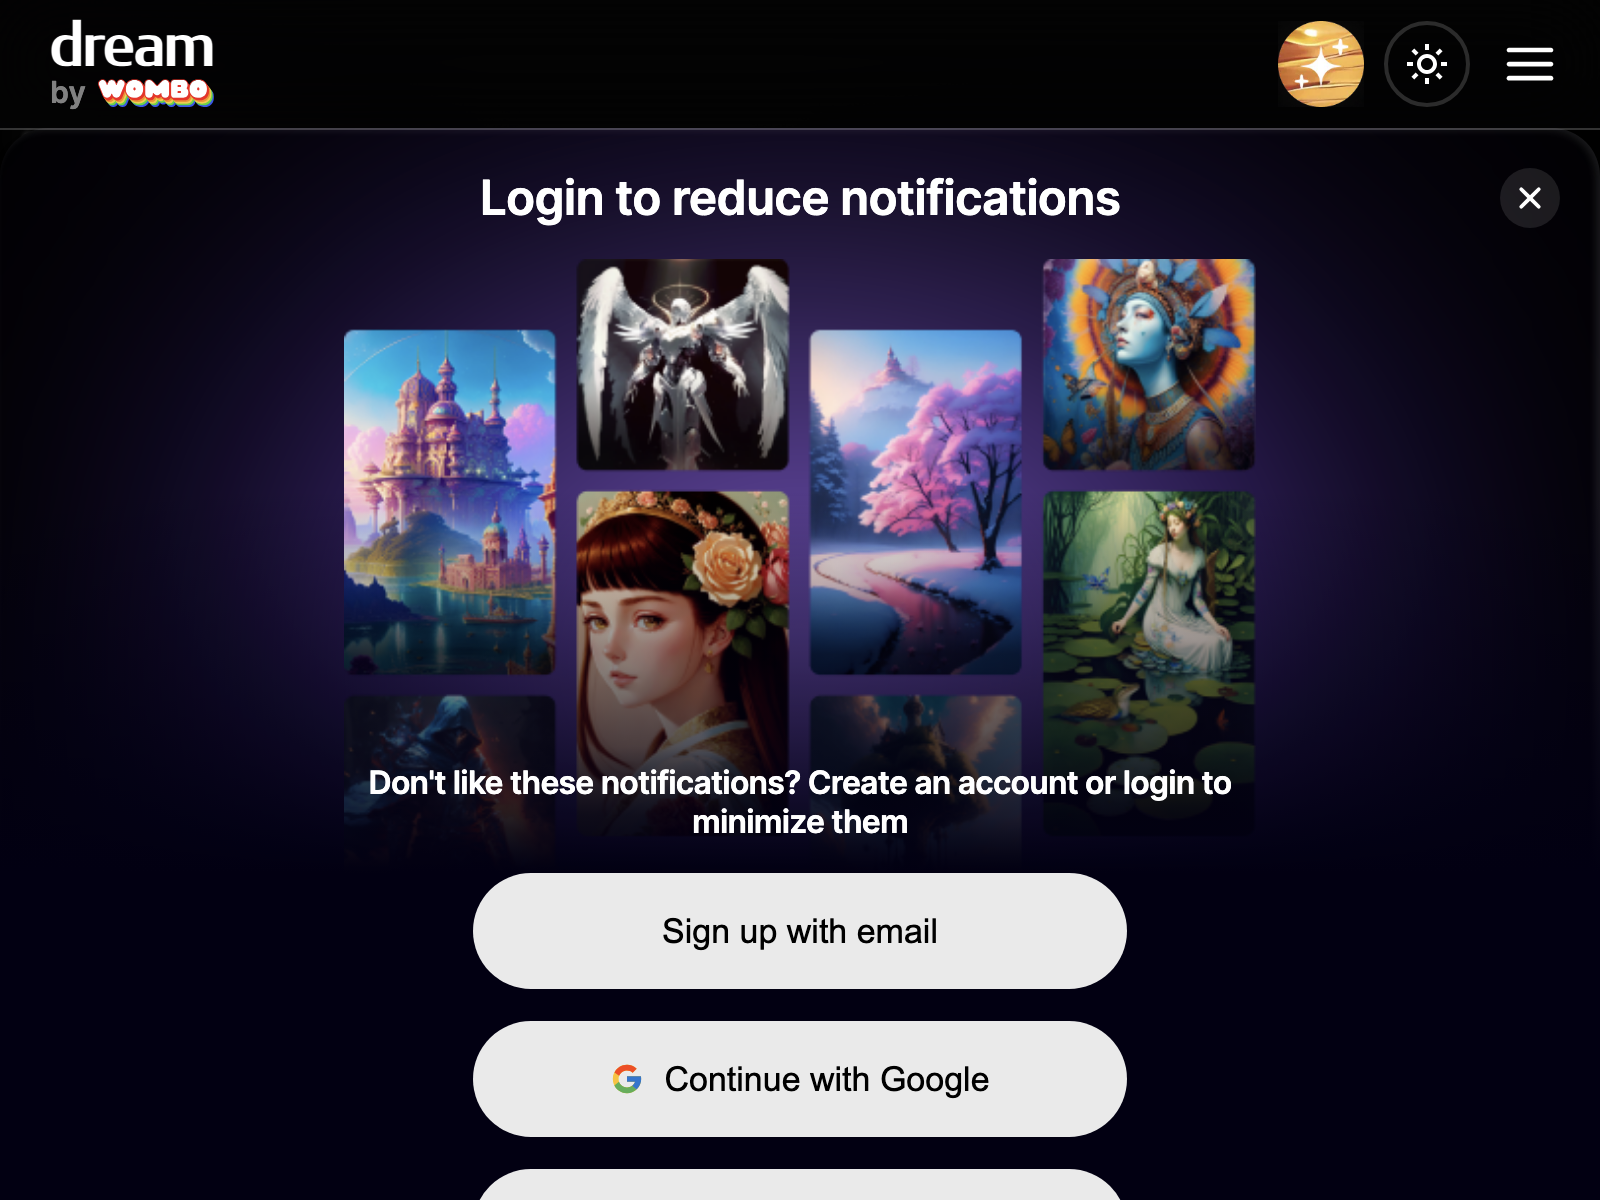 dream
by WOMBO
Login to reduce notifications
Don't like these notifications? Create an account or login to
minimize them
Sign up with email
Continue with Google